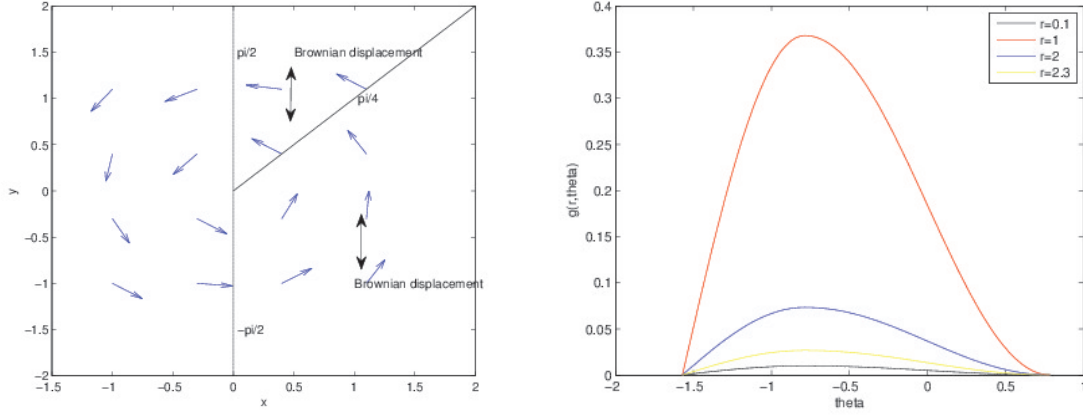 2
1.5
1
0.5
0
−0.5
−1
−1.5
−2
y
pi/2
Brownian displacement
pi/4
Brownian displacement
−pi/2
−1.5
−1
−0.5
0
0.5
1
1.5
2
x
0.4
0.35
0.3
0.25
0.2
0.15
0.1
0.05
0
g(r,theta)
r=0.1
r=1
r=2
r=2.3
−2
−1.5
−1
−0.5
0
0.5
1
theta